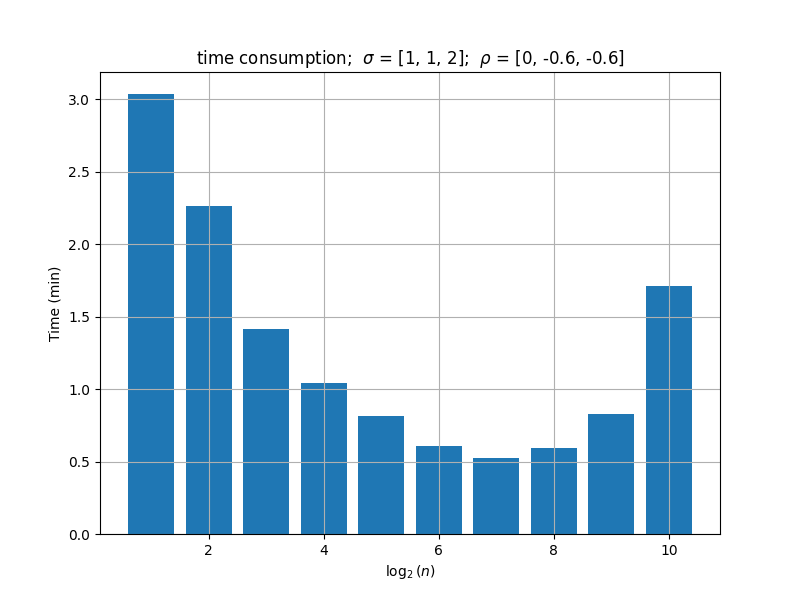 time consumption; σ = [1, 1, 2]; ρ = [0, -0.6, -0.6]
3.0
2.5
2.0
1.5
1.0
0.5
0.0
Time (min)
2 4 6 8 10
log₂(n)